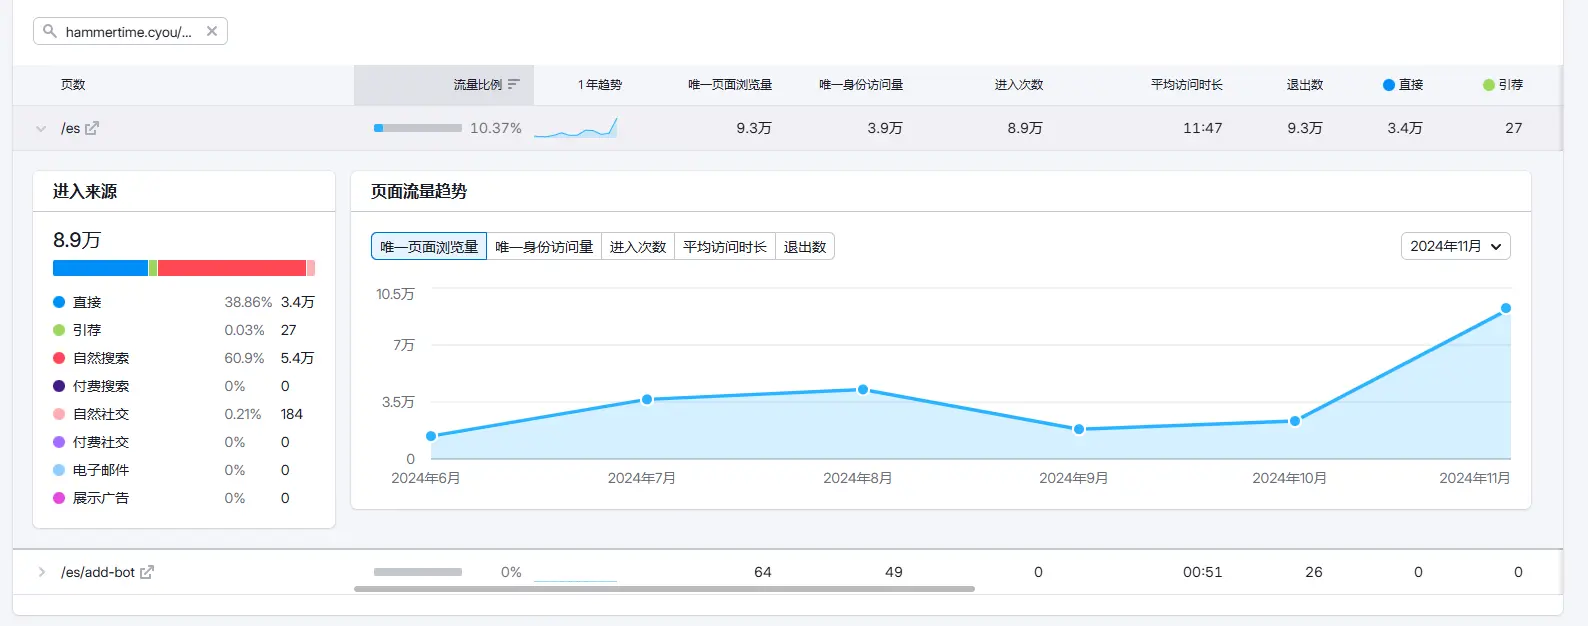 hammertime.cyou/...
页数 流量比例 1年趋势 唯一页面浏览量 唯一身份访问量 进入次数 平均访问时长 退出数 直接 引荐
/es 10.37% 9.3万 3.9万 8.9万 11:47 9.3万 3.4万 27
进入来源
8.9万
直接 38.86% 3.4万
引荐 0.03% 27
自然搜索 60.9% 5.4万
付费搜索 0% 0
自然社交 0.21% 184
付费社交 0% 0
电子邮件 0% 0
展示广告 0% 0
页面流量趋势
唯一页面浏览量 唯一身份访问量 进入次数 平均访问时长 退出数 2024年11月
10.5万
7万
3.5万
0
2024年6月 2024年7月 2024年8月 2024年9月 2024年10月 2024年11月
/es/add-bot 0% 64 49 0 00:51 26 0 0